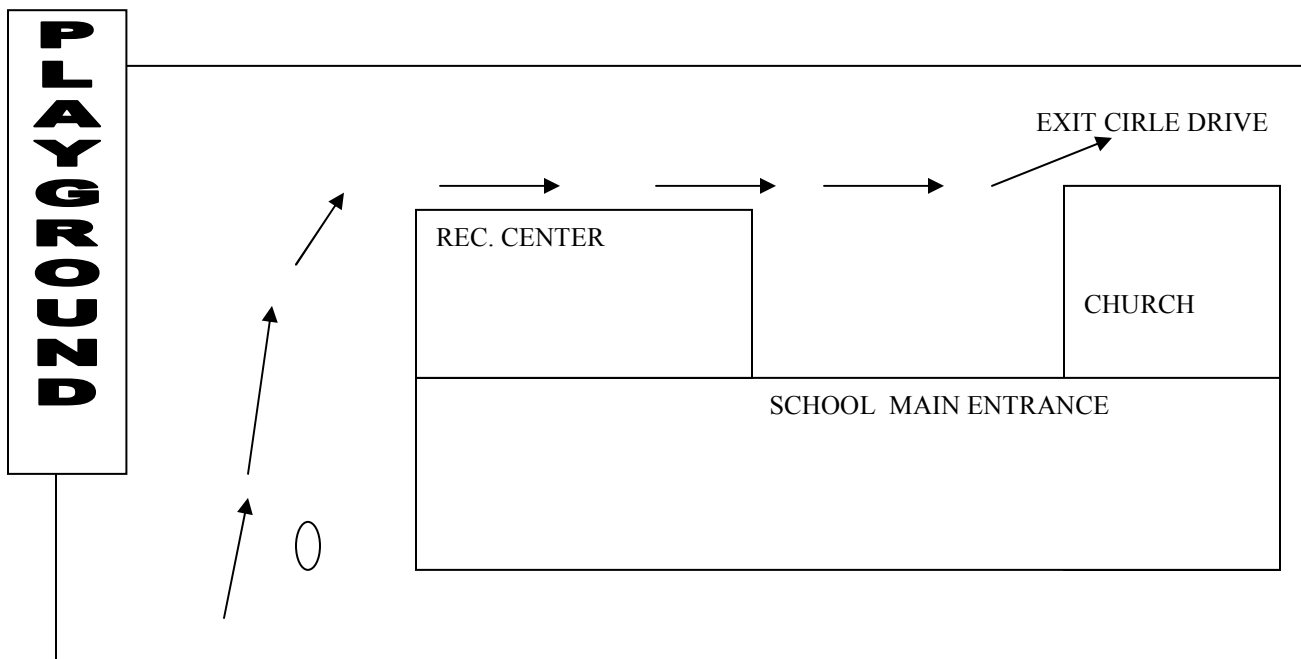 PLAYGROUND
EXIT CIRLE DRIVE
REC. CENTER
CHURCH
SCHOOL MAIN ENTRANCE